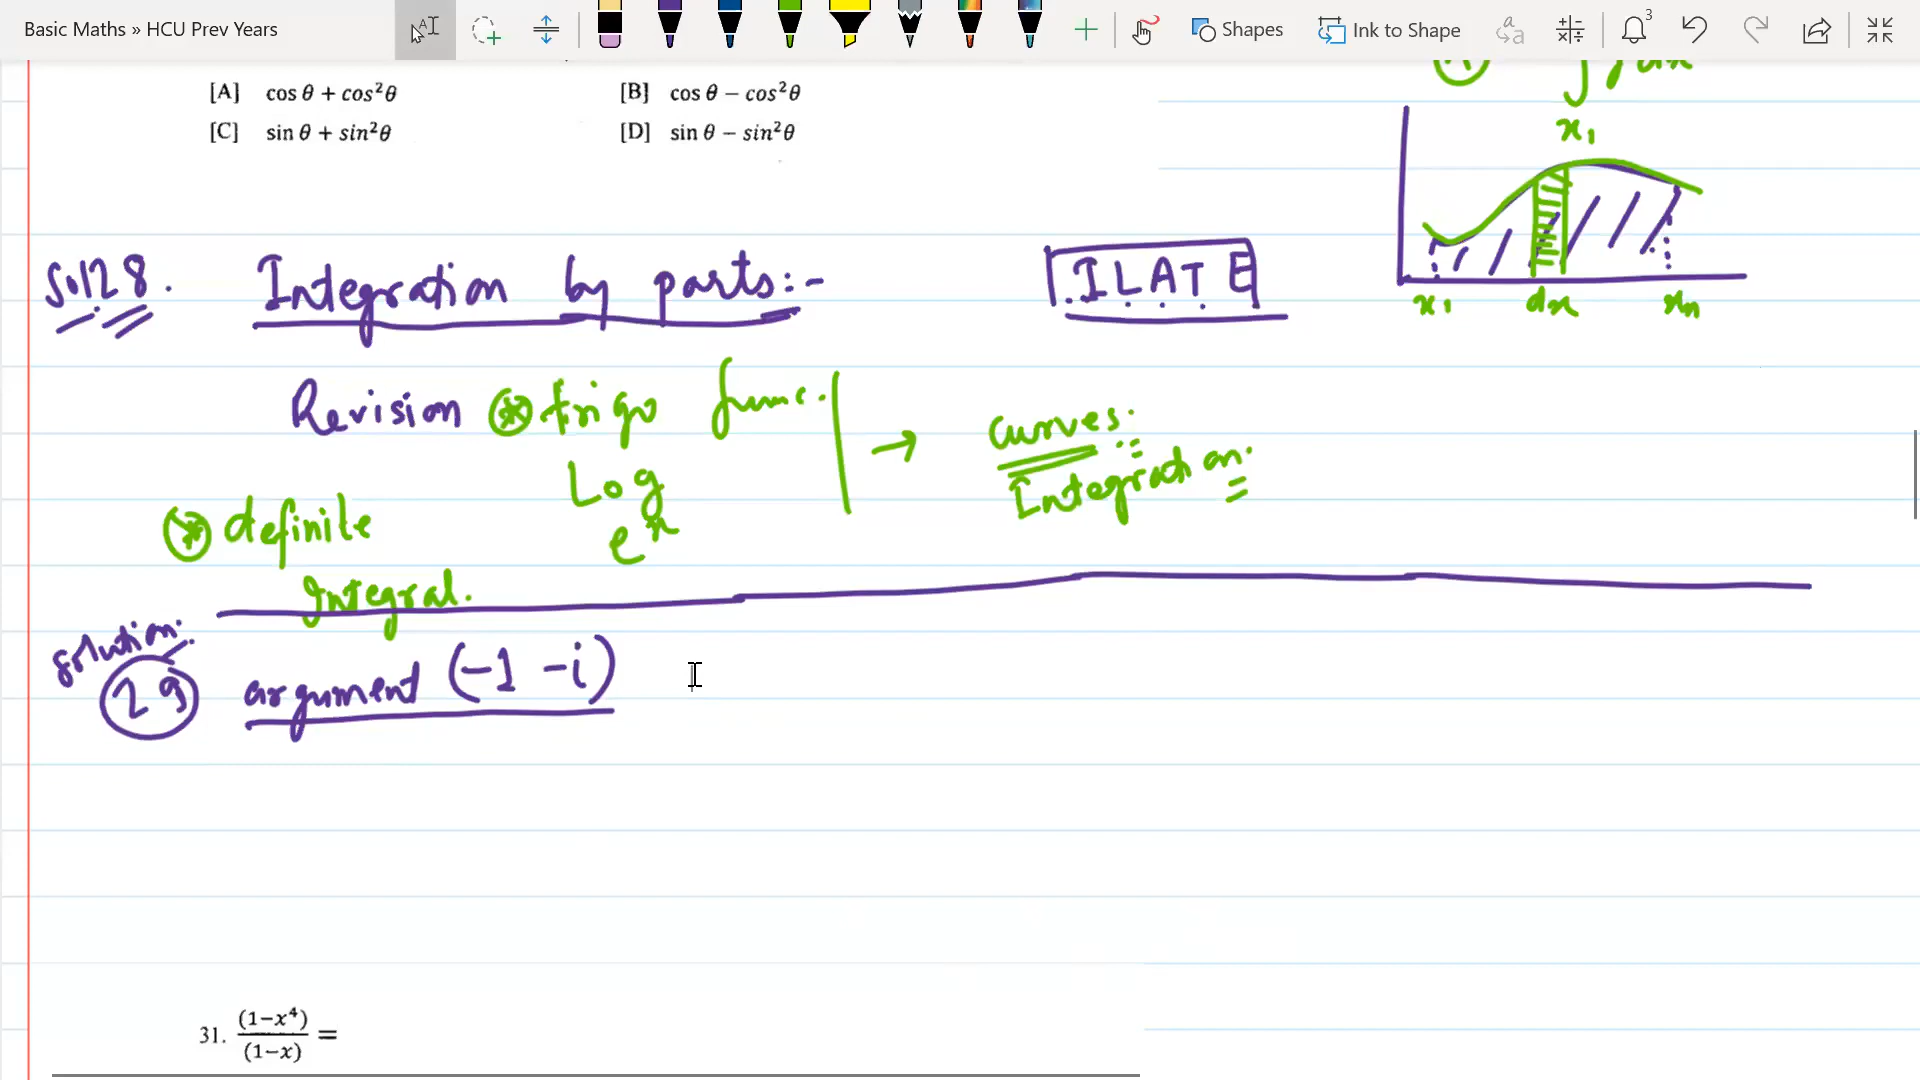 Basic Maths » HCU Prev Years
Shapes
Ink to Shape
3
[A] cos θ + cos²θ [B] cos θ − cos²θ
[C] sin θ + sin²θ [D] sin θ − sin²θ
dx
x₁
x₁ dx xn
Sol28. Integration by parts:- ILATE
Revision * trigo func. → curves:
Log Integration.
eˣ
* definite
Integral.
Solution:
29 argument (-1 -i)
31. (1−x⁴)/(1−x) =